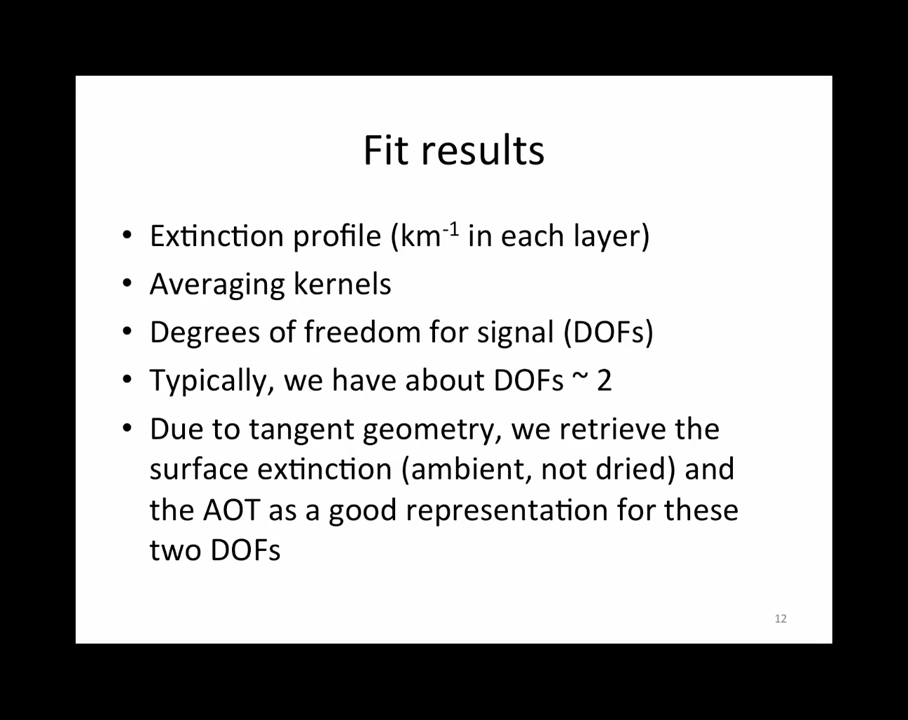 Fit results
• Extinction profile (km⁻¹ in each layer)
• Averaging kernels
• Degrees of freedom for signal (DOFs)
• Typically, we have about DOFs ~ 2
• Due to tangent geometry, we retrieve the
surface extinction (ambient, not dried) and
the AOT as a good representation for these
two DOFs
12